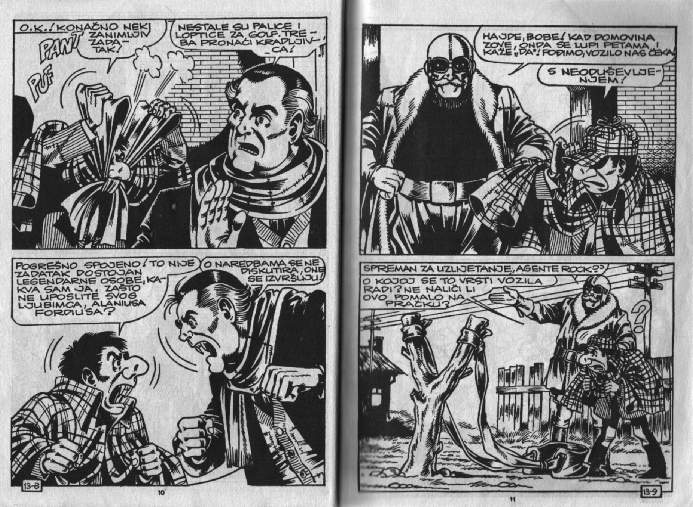 O.K.! KONAČNO NEKI
ZANIMLJIV
ZADA-
TAK!
PAN!
PUF
NESTALE SU PALICE I
LOPTICE ZA GOLF. TRE-
BA PRONAĆI KRADLJIV-
CA!
POGREŠNO SPOJENO! TO NIJE
ZADATAK DOSTOJAN
LEGENDARNE OSOBE, KA-
KVA SAM JA. ZAŠTO
NE UPOSLITE SVOG
LJUBIMCA, ALANIUSA
FORDIUSA?
O NAREDBAMA SE NE
DISKUTIRA, ONE
SE IZVRŠUJU!
13-8
10
HAJDE, BOBE! KAD DOMOVINA
ZOVE, ONDA SE LUPI PETAMA I
KAŽE „DA”. POĐIMO, VOZILO NAS ČEKA!
S NEODUŠEVLJE-
NJEM!
SPREMAN ZA UZLIJETANJE, AGENTE ROCK?
O KOJOJ SE TO VRSTI VOZILA
RADI? NE NALIČI LI
OVO POMALO NA
PRAĆKU?
??
13-9
11